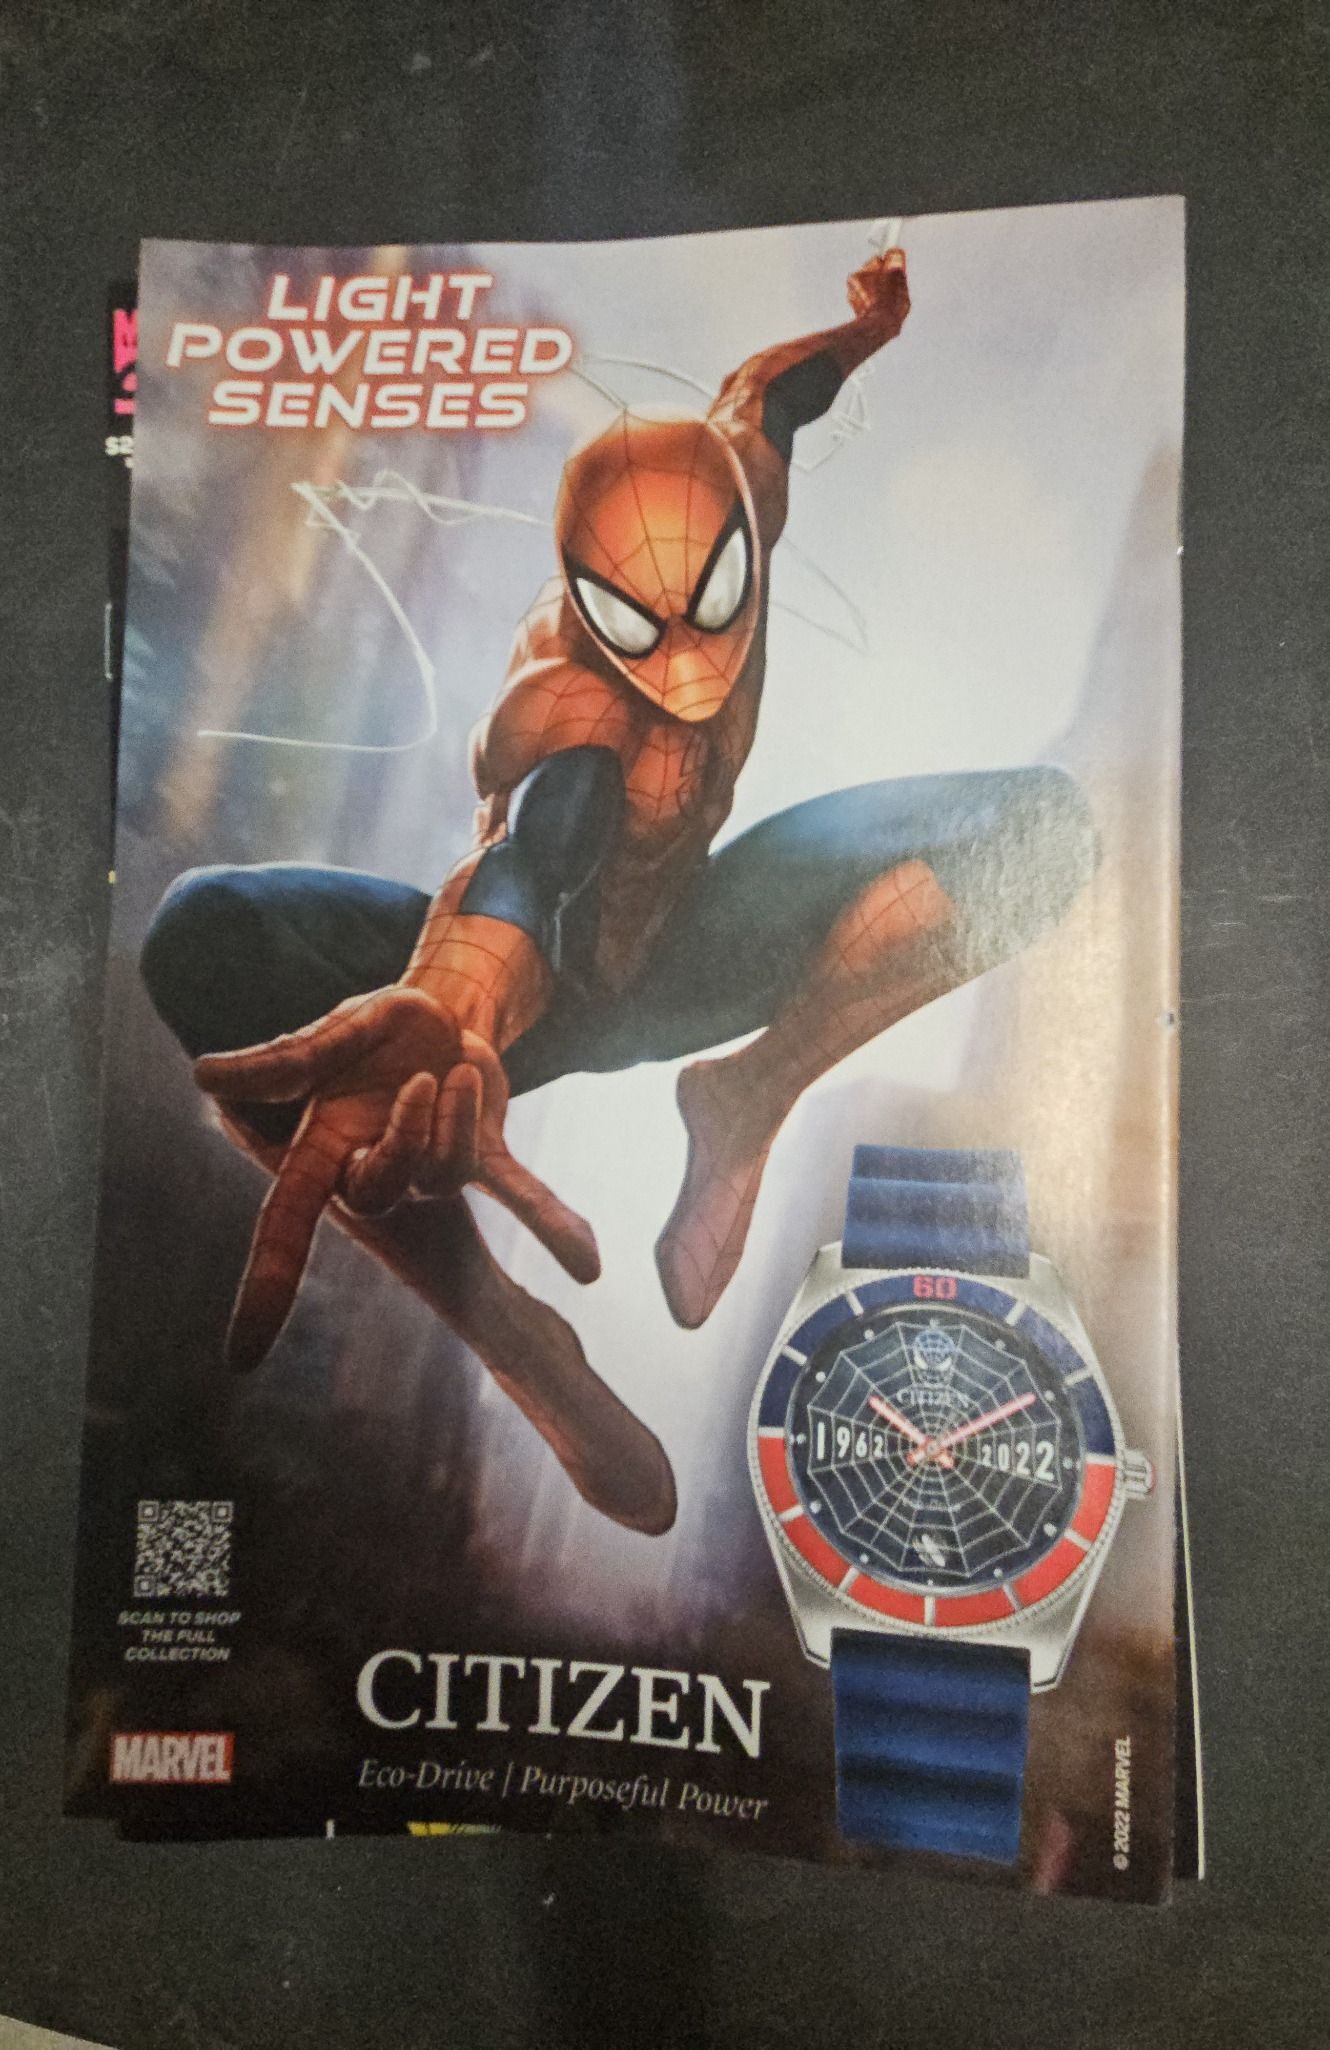 LIGHT
POWERED
SENSES
60
CITIZEN
1962 2022
SCAN TO SHOP
THE FULL
COLLECTION
CITIZEN
Eco-Drive | Purposeful Power
MARVEL
© 2022 MARVEL